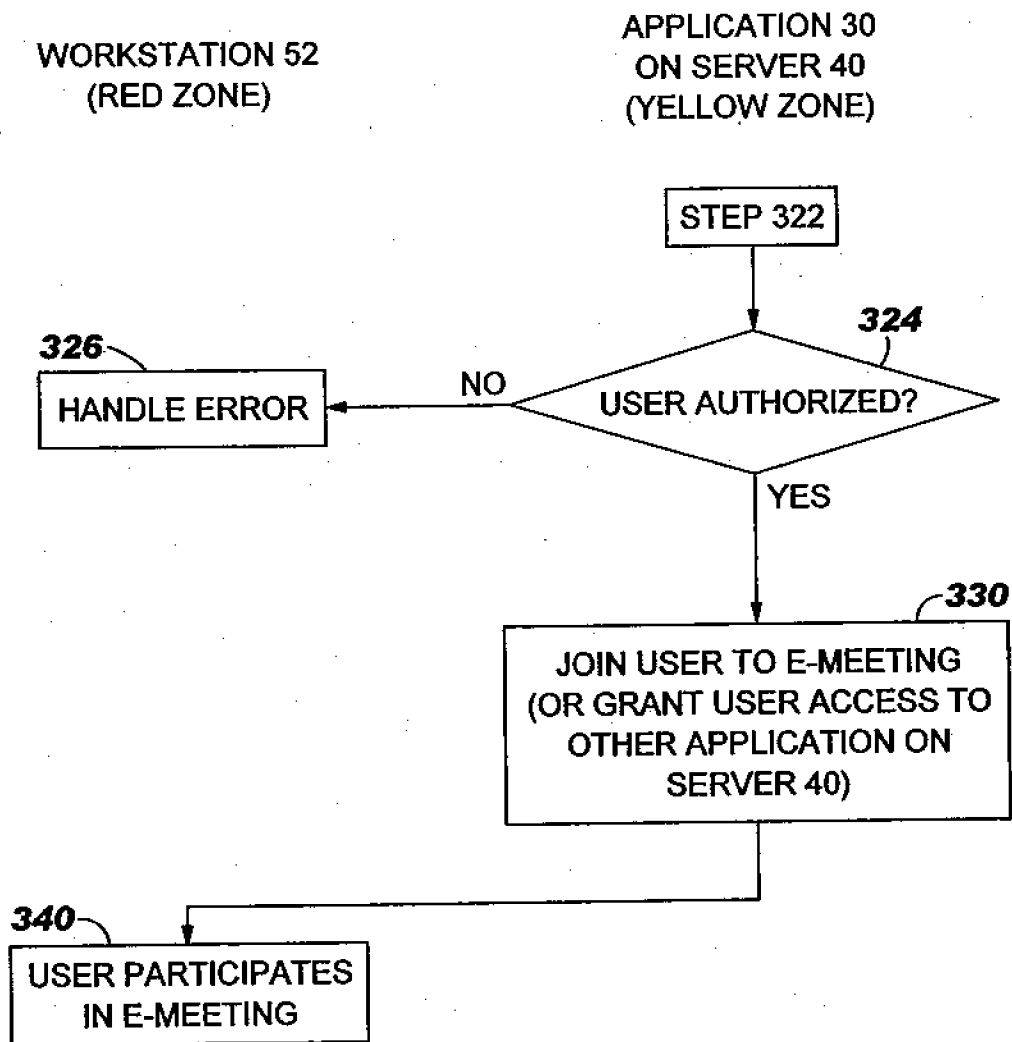 WORKSTATION 52
(RED ZONE)
APPLICATION 30
ON SERVER 40
(YELLOW ZONE)
STEP 322
324
USER AUTHORIZED?
NO
326
HANDLE ERROR
YES
330
JOIN USER TO E-MEETING
(OR GRANT USER ACCESS TO
OTHER APPLICATION ON
SERVER 40)
340
USER PARTICIPATES
IN E-MEETING